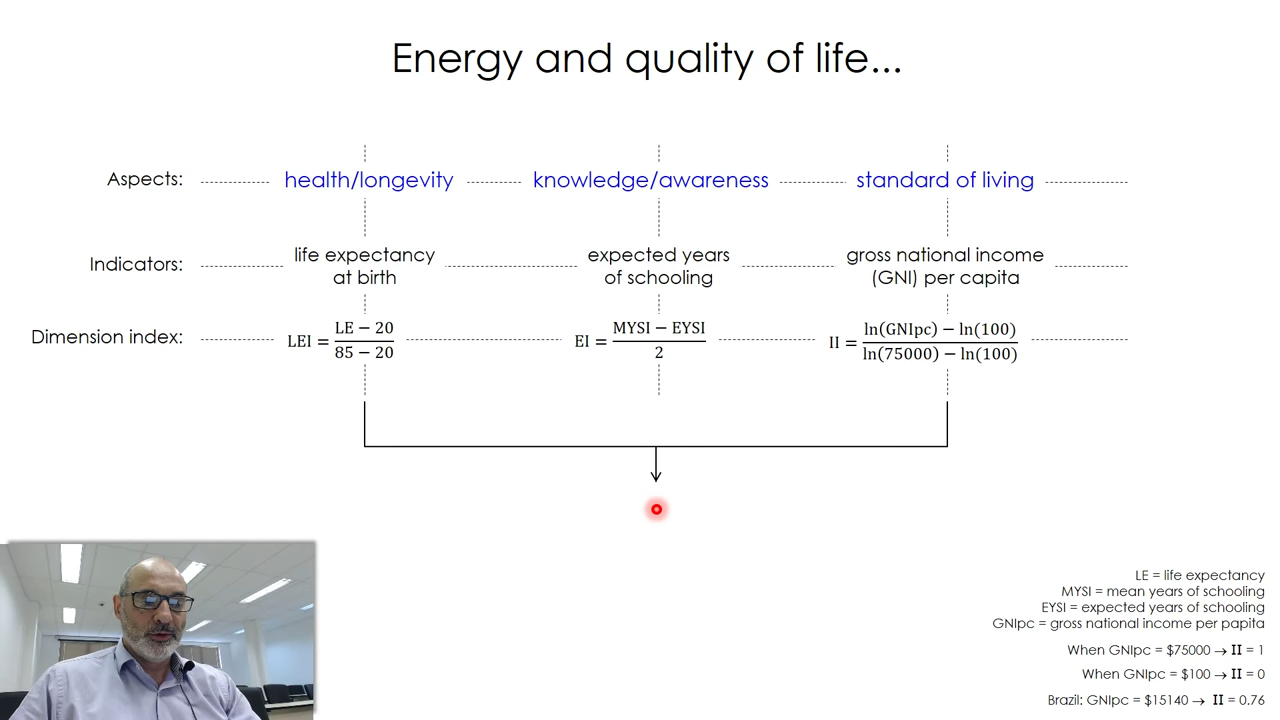 Energy and quality of life...
Aspects: health/longevity knowledge/awareness standard of living
Indicators: life expectancy at birth expected years of schooling gross national income (GNI) per capita
Dimension index: LEI = (LE − 20) / (85 − 20) EI = (MYSI − EYSI) / 2 II = (ln(GNIpc) − ln(100)) / (ln(75000) − ln(100))
LE = life expectancy
MYSI = mean years of schooling
EYSI = expected years of schooling
GNIpc = gross national income per papita
When GNIpc = $75000 → II = 1
When GNIpc = $100 → II = 0
Brazil: GNIpc = $15140 → II = 0.76